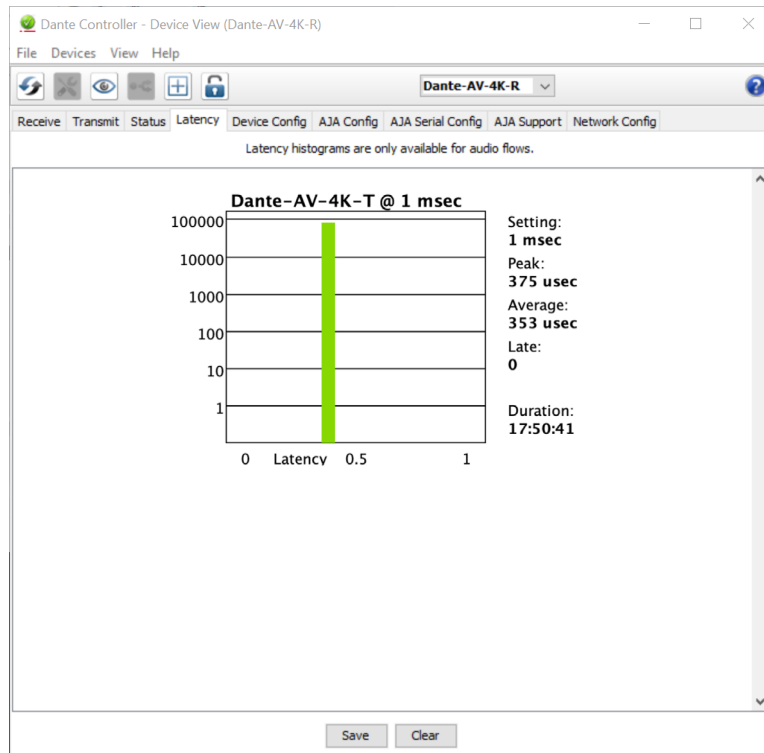 Dante Controller - Device View (Dante-AV-4K-R)
File Devices View Help
Dante-AV-4K-R
?
Receive Transmit Status Latency Device Config AJA Config AJA Serial Config AJA Support Network Config
Latency histograms are only available for audio flows.
Dante-AV-4K-T @ 1 msec
100000
10000
1000
100
10
1
0 Latency 0.5 1
Setting:
1 msec
Peak:
375 usec
Average:
353 usec
Late:
0
Duration:
17:50:41
Save Clear